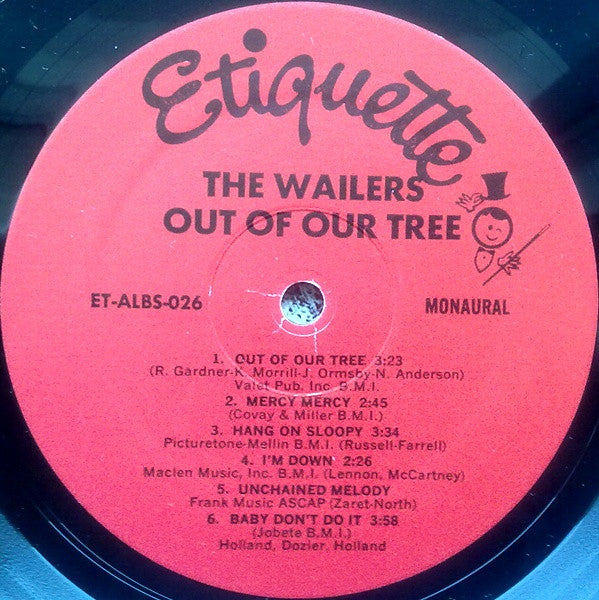 Etiquette
THE WAILERS
OUT OF OUR TREE
ET-ALBS-026
MONAURAL
1. OUT OF OUR TREE 3:23
(R. Gardner-K. Morrill-J. Ormsby-N. Anderson)
Valet Pub. Inc. B.M.I.
2. MERCY MERCY 2:45
(Covay & Miller B.M.I.)
3. HANG ON SLOOPY 3:34
Picturetone-Mellin B.M.I. (Russell-Farrell)
4. I'M DOWN 2:26
Maclen Music, Inc. B.M.I. (Lennon, McCartney)
5. UNCHAINED MELODY
Frank Music ASCAP (Zaret-North)
6. BABY DON'T DO IT 3:58
(Jobete B.M.I.)
Holland, Dozier, Holland